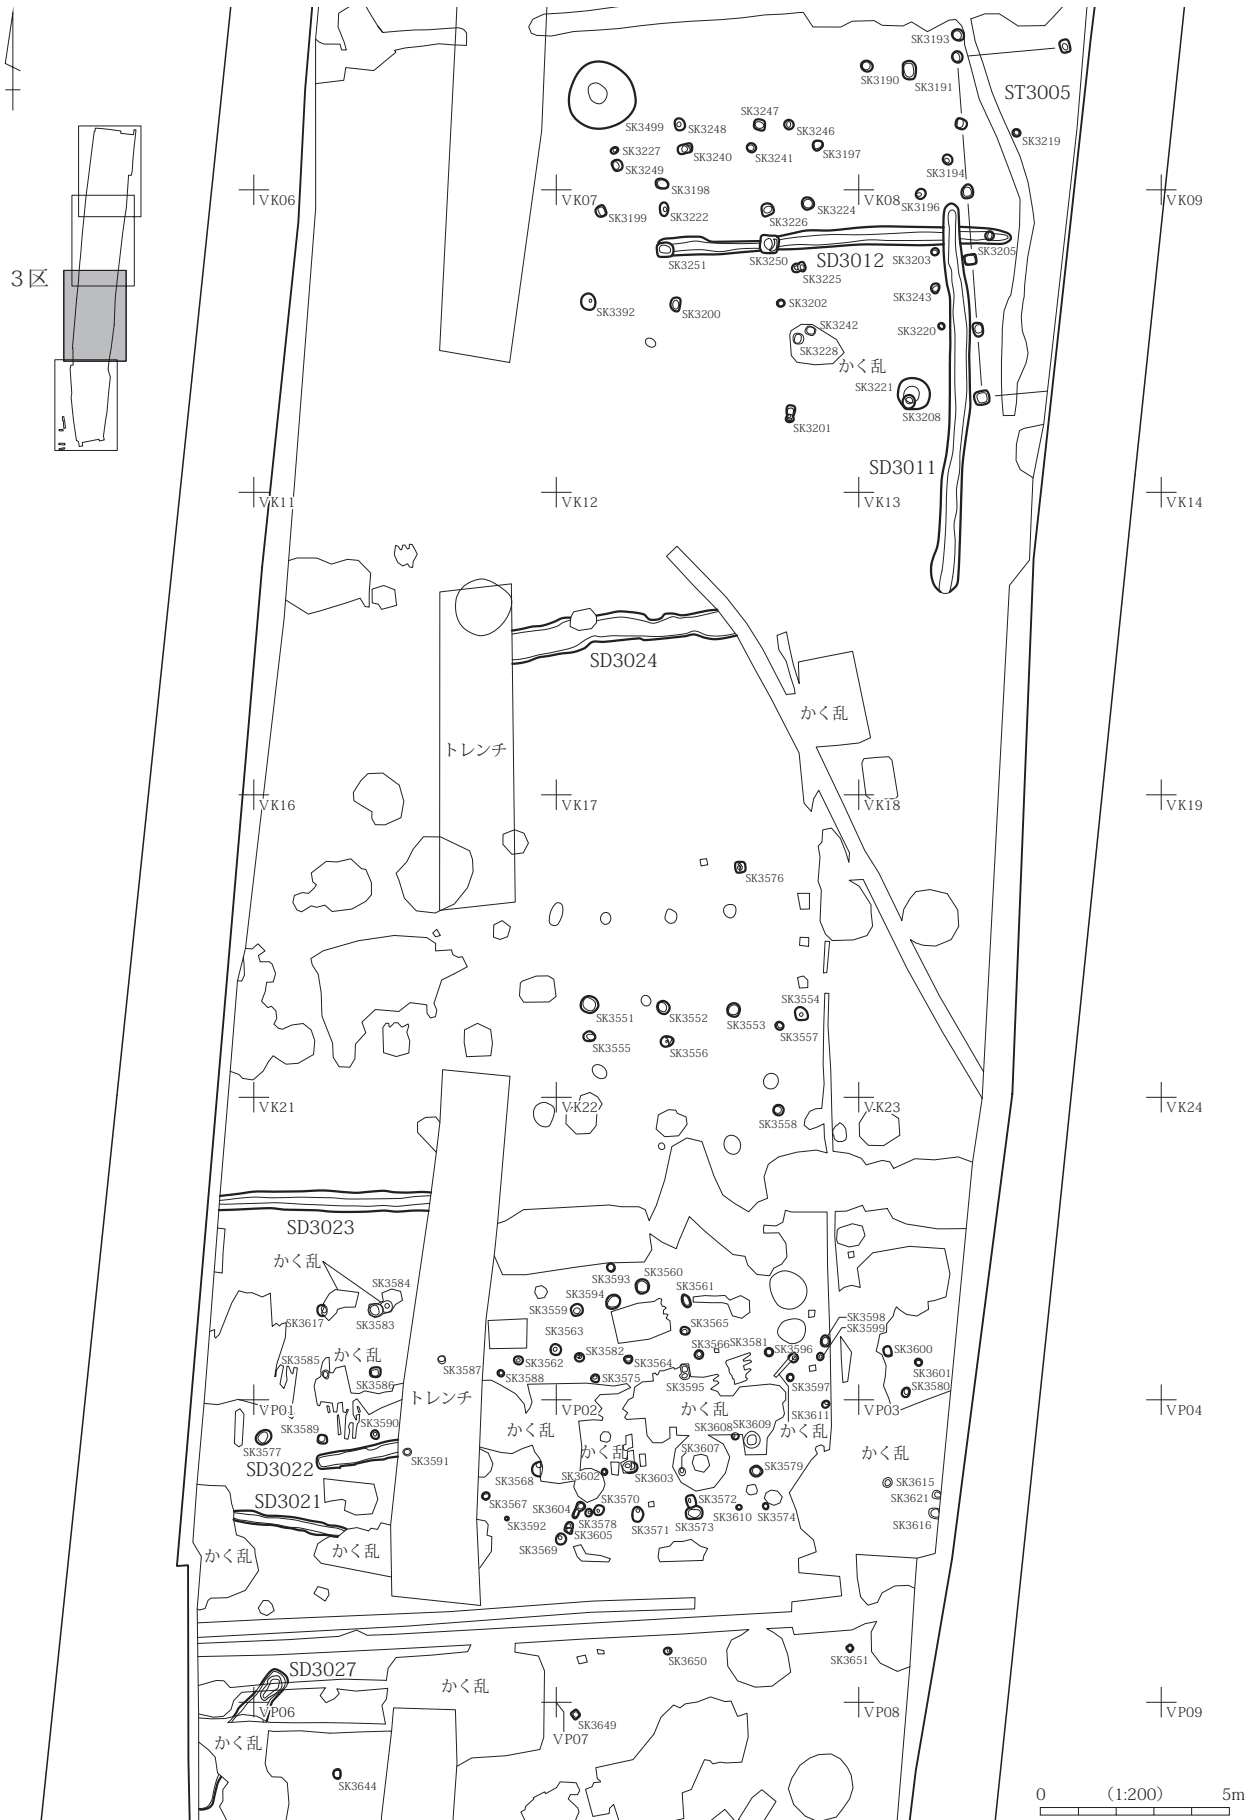 SK3193
SK3190
SK3191
ST3005
SK3247
SK3499
SK3248
SK3246
SK3219
SK3227
SK3240
SK3241
SK3197
SK3249
SK3194
SK3198
VK06
VK07
VK08
VK09
SK3196
SK3199
SK3222
SK3226
SK3224
SK3251
SK3250
SD3012
SK3203
SK3205
SK3225
3区
SK3243
SK3392
SK3200
SK3202
SK3220
SK3242
SK3228
かく乱
SK3221
SK3208
SK3201
SD3011
VK11
VK12
VK13
VK14
SD3024
かく乱
トレンチ
VK16
VK17
VK18
VK19
SK3576
SK3554
SK3551
SK3552
SK3553
SK3557
SK3555
SK3556
VK21
VK22
VK23
VK24
SK3558
SD3023
かく乱
SK3593
SK3560
SK3584
SK3594
SK3561
SK3559
SK3617
SK3583
SK3598
SK3565
SK3599
SK3563
SK3581
SK3566
SK3596
SK3600
SK3585
かく乱
SK3587
SK3562
SK3582
SK3564
SK3601
SK3588
SK3575
SK3595
SK3597
SK3586
SK3580
トレンチ
VP01
VP02
かく乱
VP03
VP04
SK3611
SK3590
かく乱
SK3608
SK3609
かく乱
SK3589
SK3577
SK3591
かく乱
SK3607
かく乱
SD3022
SK3568
SK3602
SK3603
SK3579
SK3615
SD3021
SK3567
SK3570
SK3572
SK3621
SK3604
SK3592
SK3578
SK3571
SK3573
SK3610
SK3574
SK3616
SK3605
SK3569
かく乱
かく乱
SK3650
SK3651
SD3027
かく乱
VP06
VP07
VP08
VP09
SK3649
かく乱
SK3644
0 (1:200) 5m